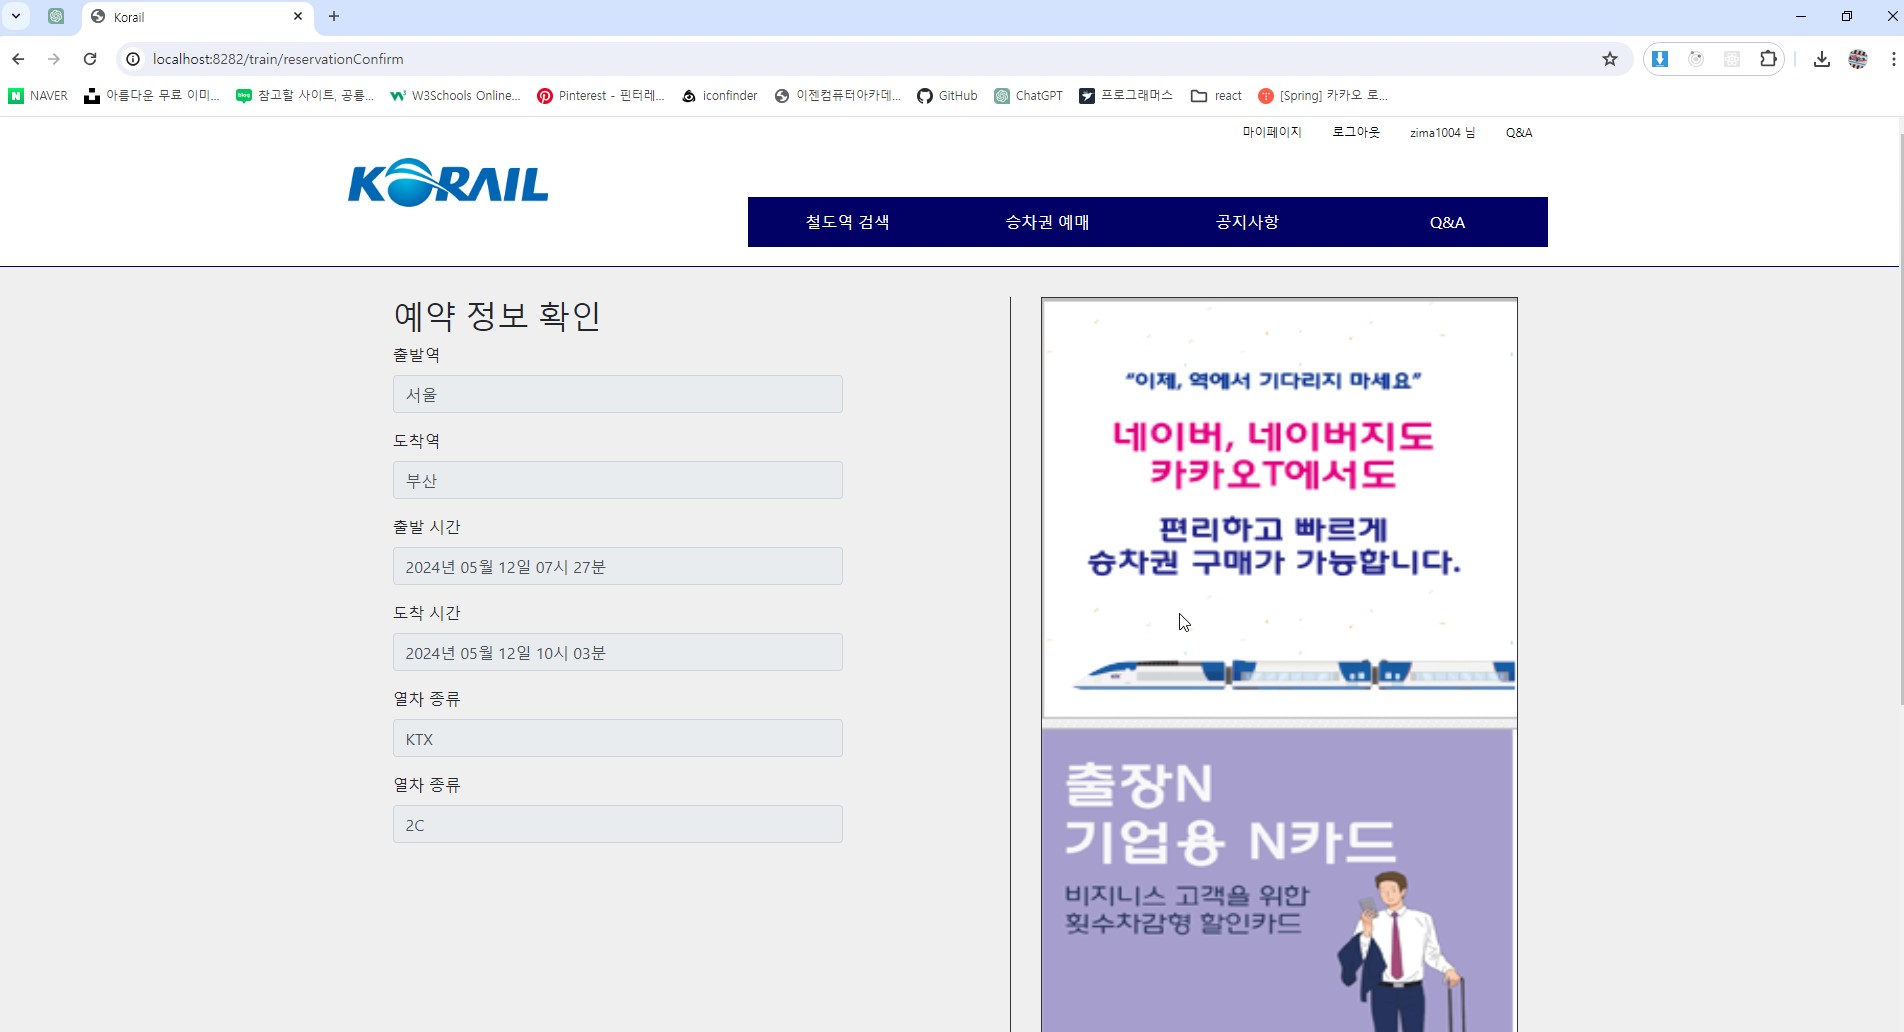 Korail
localhost:8282/train/reservationConfirm
NAVER 아름다운 무료 이미... 참고할 사이트, 공룡... W3Schools Online... Pinterest - 핀터레... iconfinder 이젠컴퓨터아카데... GitHub ChatGPT 프로그래머스 react [Spring] 카카오 로...
마이페이지 로그아웃 zima1004 님 Q&A
KORAIL
철도역 검색 승차권 예매 공지사항 Q&A
예약 정보 확인
출발역
서울
도착역
부산
출발 시간
2024년 05월 12일 07시 27분
도착 시간
2024년 05월 12일 10시 03분
열차 종류
KTX
열차 종류
2C
“이제, 역에서 기다리지 마세요”
네이버, 네이버지도
카카오T에서도
편리하고 빠르게
승차권 구매가 가능합니다.
출장N
기업용 N카드
비지니스 고객을 위한
횟수차감형 할인카드